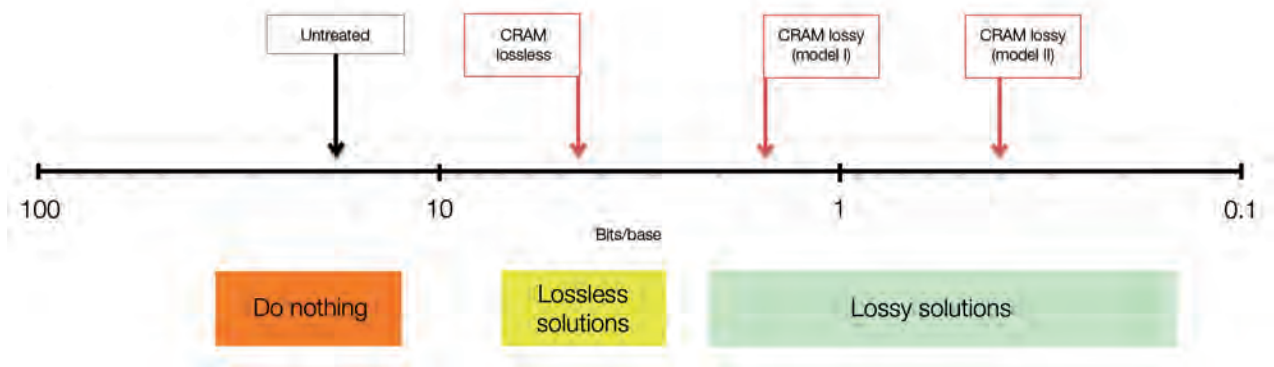 Untreated
CRAM
lossless
CRAM lossy
(model I)
CRAM lossy
(model II)
100
10
1
0.1
Bits/base
Do nothing
Lossless
solutions
Lossy solutions